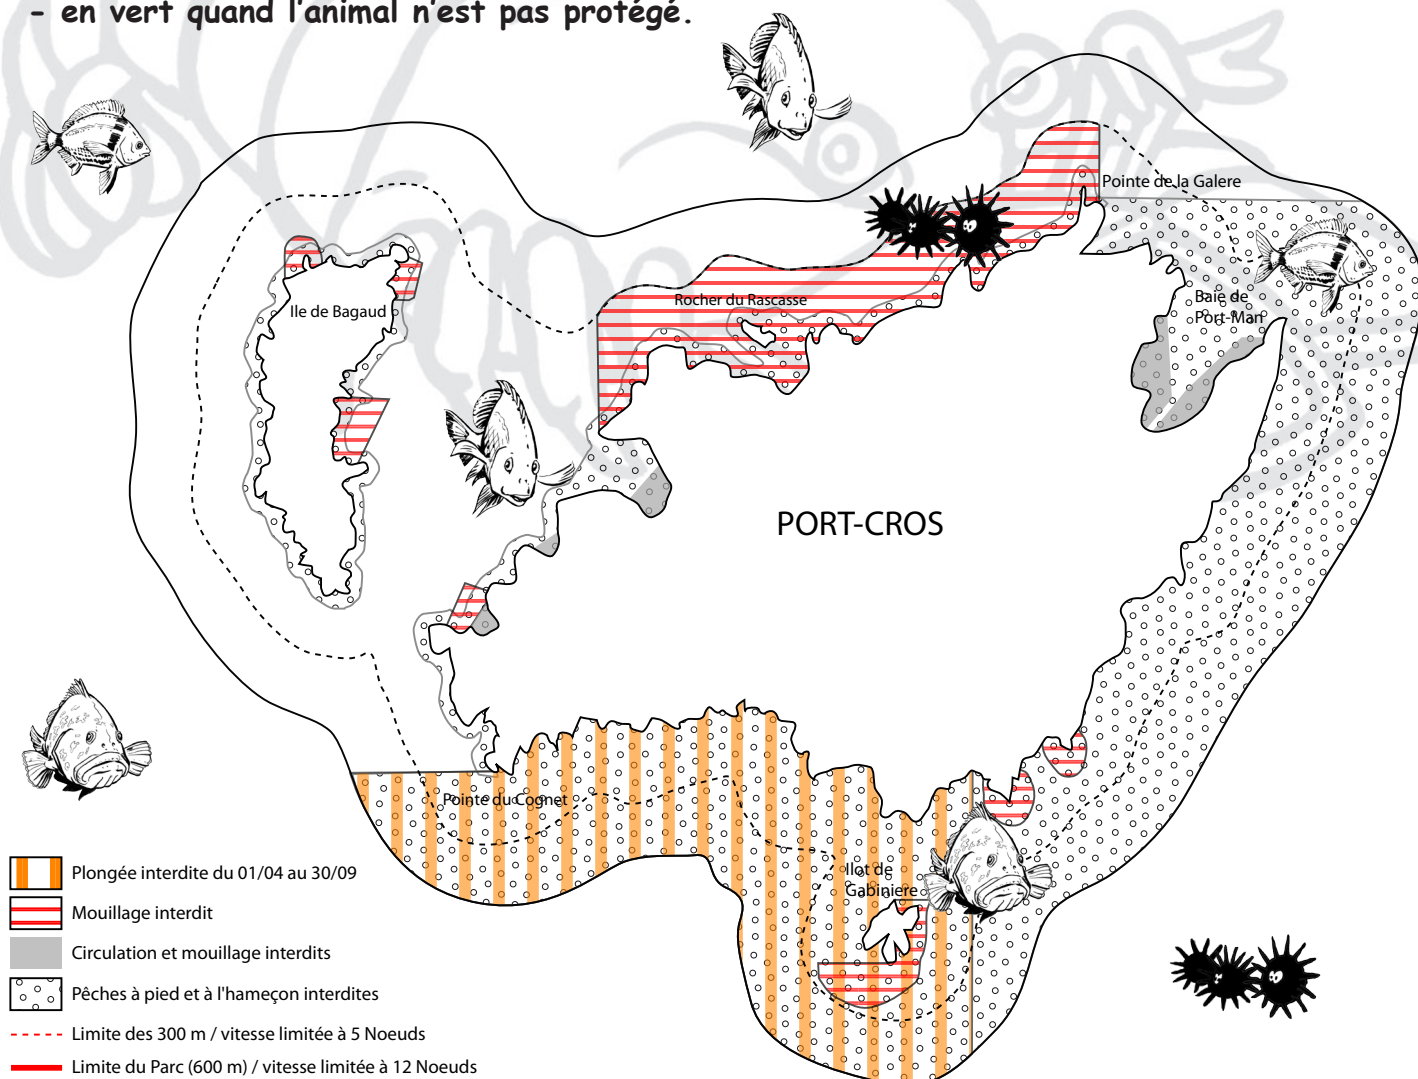 - en vert quand l'animal n'est pas protégé.
Pointe de la Galere
Ile de Bagaud
Rocher du Rascasse
Baie de
Port-Man
PORT-CROS
Pointe du Cognet
Ilot de
Gabiniere
Plongée interdite du 01/04 au 30/09
Mouillage interdit
Circulation et mouillage interdits
Pêches à pied et à l'hameçon interdites
Limite des 300 m / vitesse limitée à 5 Noeuds
Limite du Parc (600 m) / vitesse limitée à 12 Noeuds